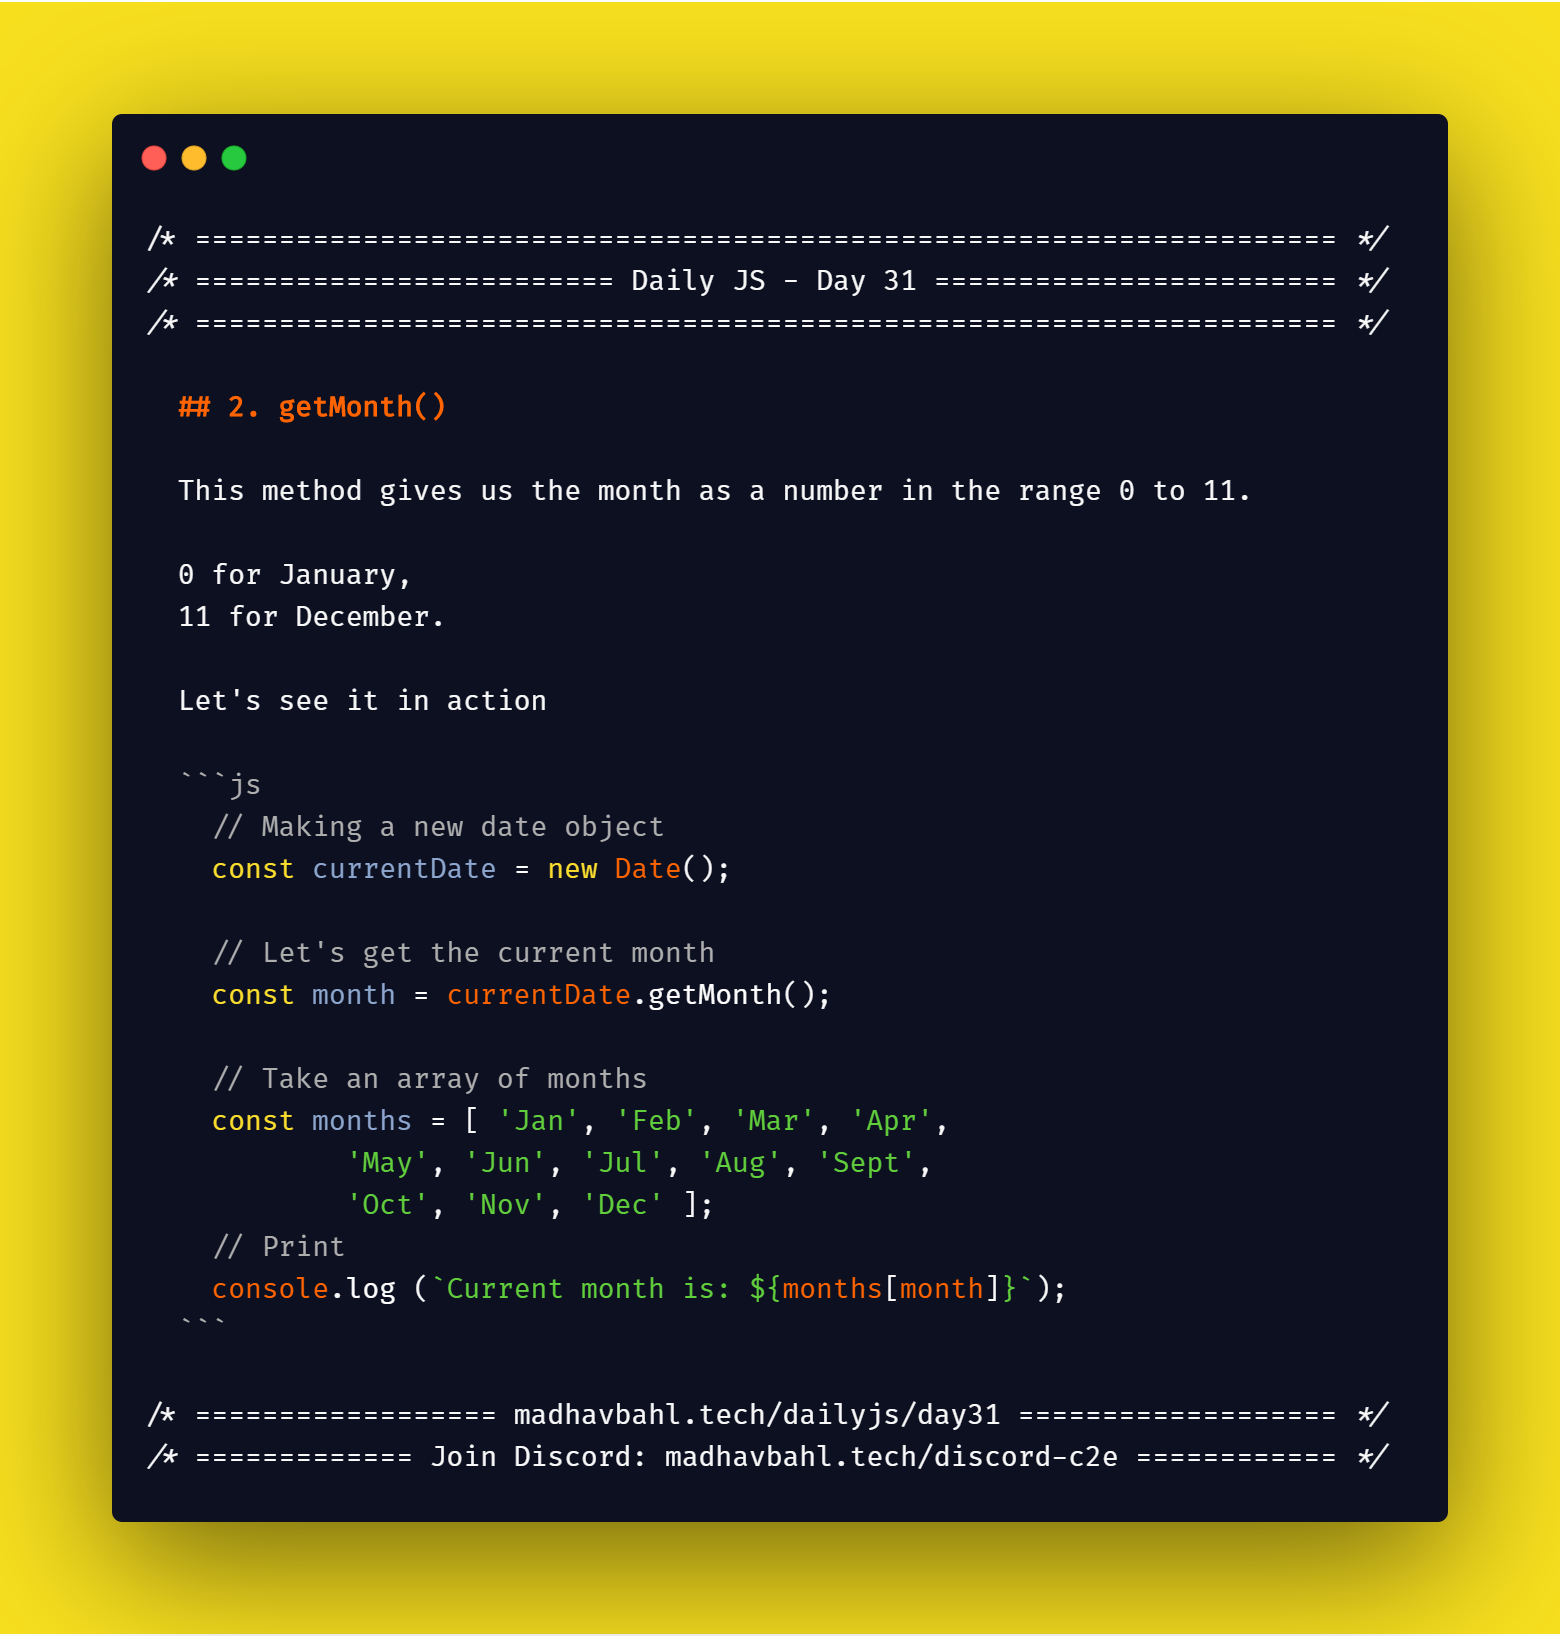 /* ==================================================================== */
/* ========================= Daily JS - Day 31 ======================== */
/* ==================================================================== */
## 2. getMonth()
This method gives us the month as a number in the range 0 to 11.
0 for January,
11 for December.
Let's see it in action
```js
// Making a new date object
const currentDate = new Date();
// Let's get the current month
const month = currentDate.getMonth();
// Take an array of months
const months = [ 'Jan', 'Feb', 'Mar', 'Apr',
'May', 'Jun', 'Jul', 'Aug', 'Sept',
'Oct', 'Nov', 'Dec' ];
// Print
console.log (`Current month is: ${months[month]}`);
```
/* ================== madhavbahl.tech/dailyjs/day31 =================== */
/* ============= Join Discord: madhavbahl.tech/discord-c2e ============ */